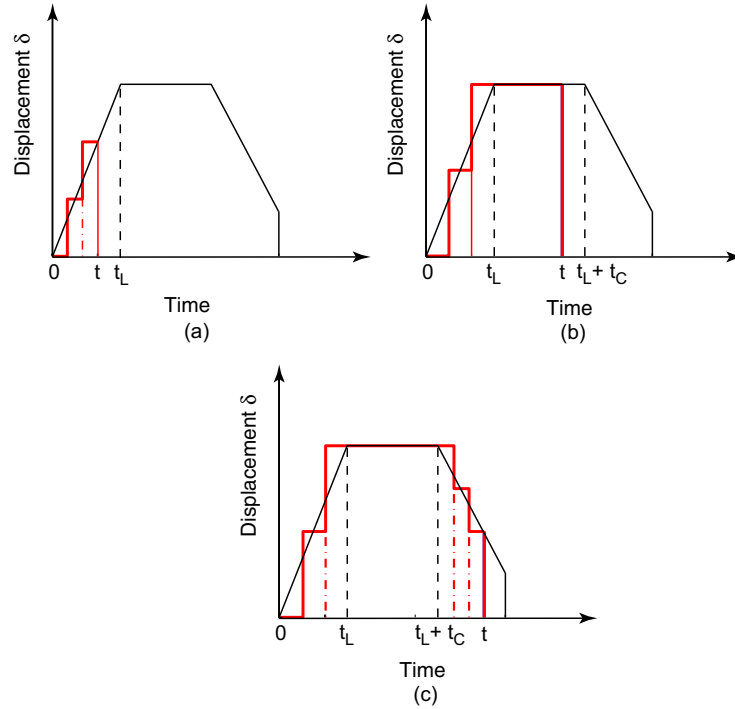 Displacement δ
0
t
t_L
Time
(a)
Displacement δ
0
t_L
t
t_L + t_C
Time
(b)
Displacement δ
0
t_L
t_L + t_C
t
Time
(c)